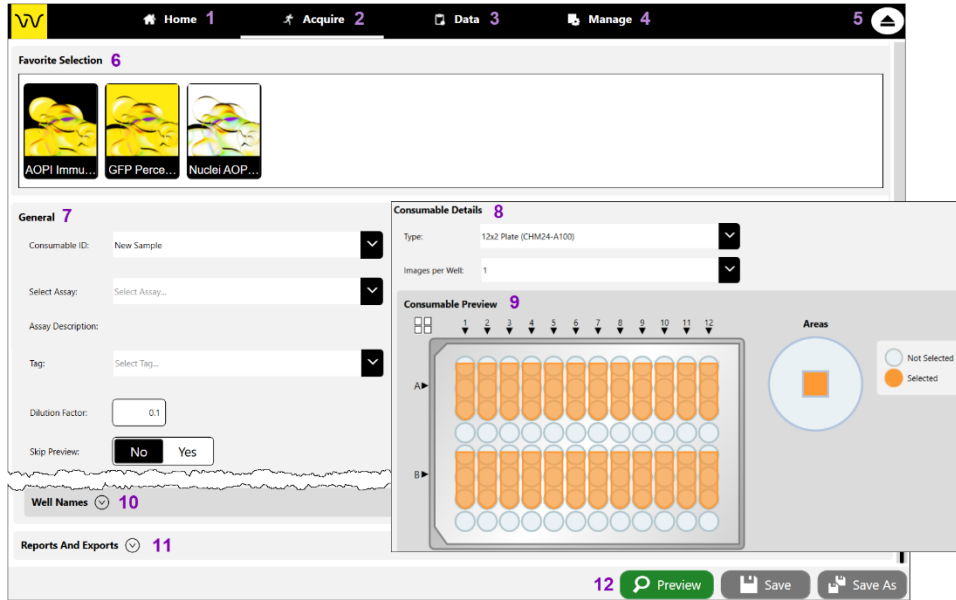 Home 1 Acquire 2 Data 3 Manage 4 5
Favorite Selection 6
AOPI Immu... GFP Perce... Nuclei AOP...
General 7
Consumable ID: New Sample
Select Assay: Select Assay...
Assay Description:
Tag: Select Tag...
Dilution Factor: 0.1
Skip Preview: No Yes
Consumable Details 8
Type: 12x2 Plate (CHM24-A100)
Images per Well: 1
Consumable Preview 9
1 2 3 4 5 6 7 8 9 10 11 12
A
B
Areas
Not Selected
Selected
Well Names 10
Reports And Exports 11
12 Preview Save Save As